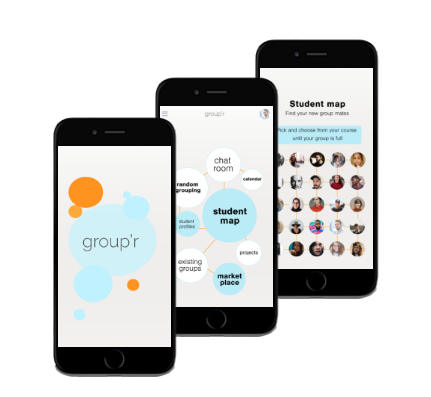 group'r
group'r
chat
room
calendar
random
grouping
student
map
student
profiles
existing
groups
projects
market
place
Student map
Find your new group mates
Pick and choose from your course
until your group is full